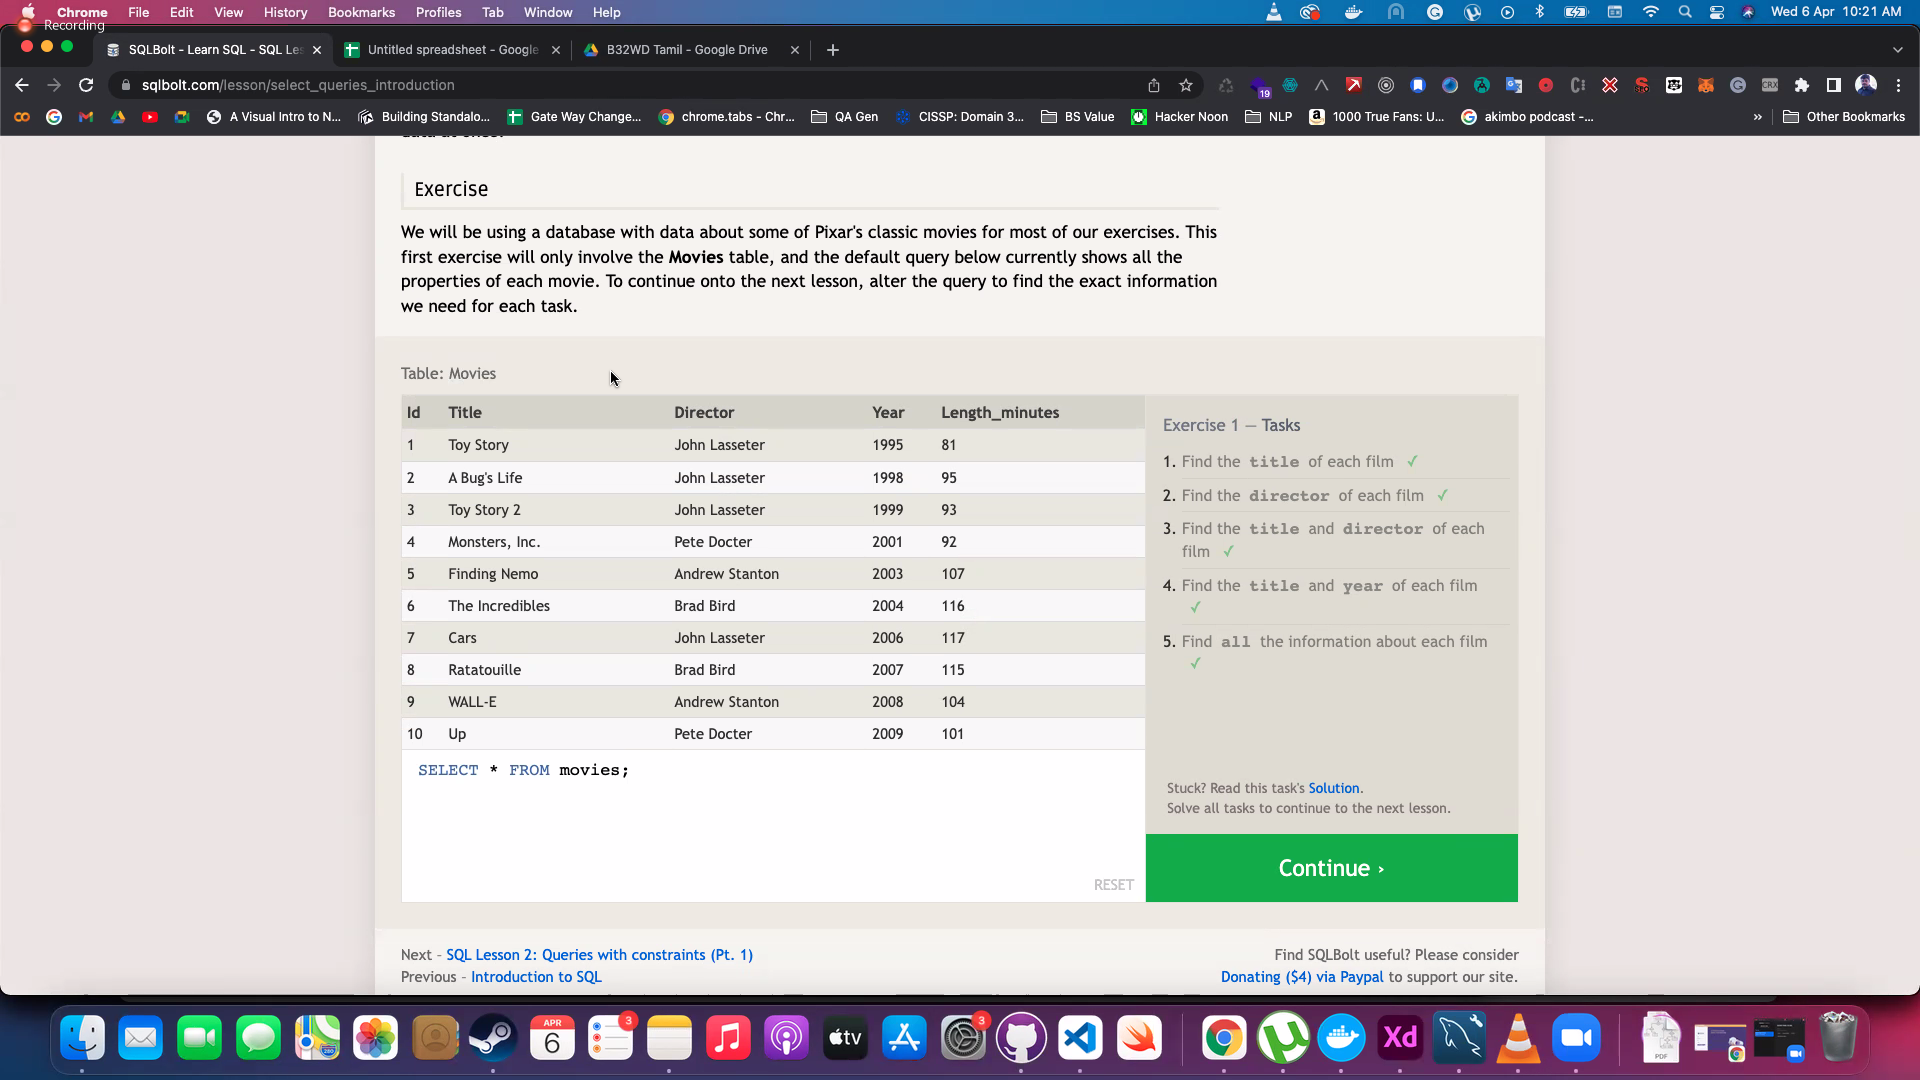 Chrome File Edit View History Bookmarks Profiles Tab Window Help Wed 6 Apr 10:21 AM
Recording
SQLBolt - Learn SQL - SQL Les Untitled spreadsheet - Google B32WD Tamil - Google Drive
sqlbolt.com/lesson/select_queries_introduction
19
A Visual Intro to N... Building Standalo... Gate Way Change... chrome.tabs - Chr... QA Gen CISSP: Domain 3... BS Value Hacker Noon NLP 1000 True Fans: U... akimbo podcast -... » Other Bookmarks
Exercise
We will be using a database with data about some of Pixar's classic movies for most of our exercises. This
first exercise will only involve the Movies table, and the default query below currently shows all the
properties of each movie. To continue onto the next lesson, alter the query to find the exact information
we need for each task.
Table: Movies
Id Title Director Year Length_minutes
1 Toy Story John Lasseter 1995 81
2 A Bug's Life John Lasseter 1998 95
3 Toy Story 2 John Lasseter 1999 93
4 Monsters, Inc. Pete Docter 2001 92
5 Finding Nemo Andrew Stanton 2003 107
6 The Incredibles Brad Bird 2004 116
7 Cars John Lasseter 2006 117
8 Ratatouille Brad Bird 2007 115
9 WALL-E Andrew Stanton 2008 104
10 Up Pete Docter 2009 101
SELECT * FROM movies;
RESET
Exercise 1 — Tasks
1. Find the title of each film ✓
2. Find the director of each film ✓
3. Find the title and director of each
film ✓
4. Find the title and year of each film
✓
5. Find all the information about each film
✓
Stuck? Read this task's Solution.
Solve all tasks to continue to the next lesson.
Continue ›
Next – SQL Lesson 2: Queries with constraints (Pt. 1)
Previous – Introduction to SQL
Find SQLBolt useful? Please consider
Donating ($4) via Paypal to support our site.
APR
6
3
tv
3
Xd
PDF